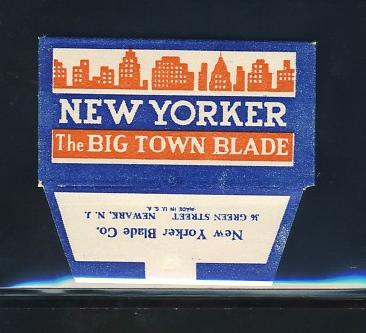 NEW YORKER
The BIG TOWN BLADE
New Yorker Blade Co.
36 GREEN STREET NEWARK, N. J.
MADE IN U. S. A.